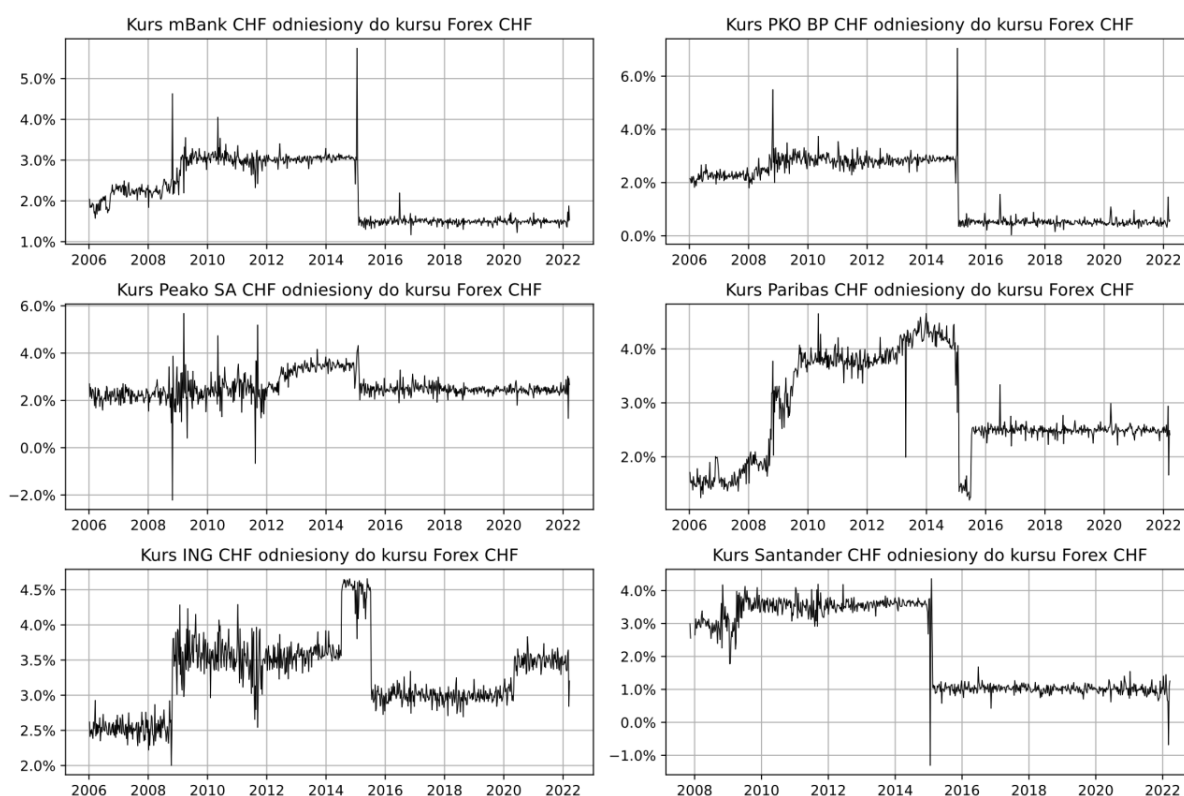 Kurs mBank CHF odniesiony do kursu Forex CHF
5.0%
4.0%
3.0%
2.0%
1.0%
2006 2008 2010 2012 2014 2016 2018 2020 2022
Kurs PKO BP CHF odniesiony do kursu Forex CHF
6.0%
4.0%
2.0%
0.0%
2006 2008 2010 2012 2014 2016 2018 2020 2022
Kurs Peako SA CHF odniesiony do kursu Forex CHF
6.0%
4.0%
2.0%
0.0%
−2.0%
2006 2008 2010 2012 2014 2016 2018 2020 2022
Kurs Paribas CHF odniesiony do kursu Forex CHF
4.0%
3.0%
2.0%
2006 2008 2010 2012 2014 2016 2018 2020 2022
Kurs ING CHF odniesiony do kursu Forex CHF
4.5%
4.0%
3.5%
3.0%
2.5%
2.0%
2006 2008 2010 2012 2014 2016 2018 2020 2022
Kurs Santander CHF odniesiony do kursu Forex CHF
4.0%
3.0%
2.0%
1.0%
0.0%
−1.0%
2008 2010 2012 2014 2016 2018 2020 2022